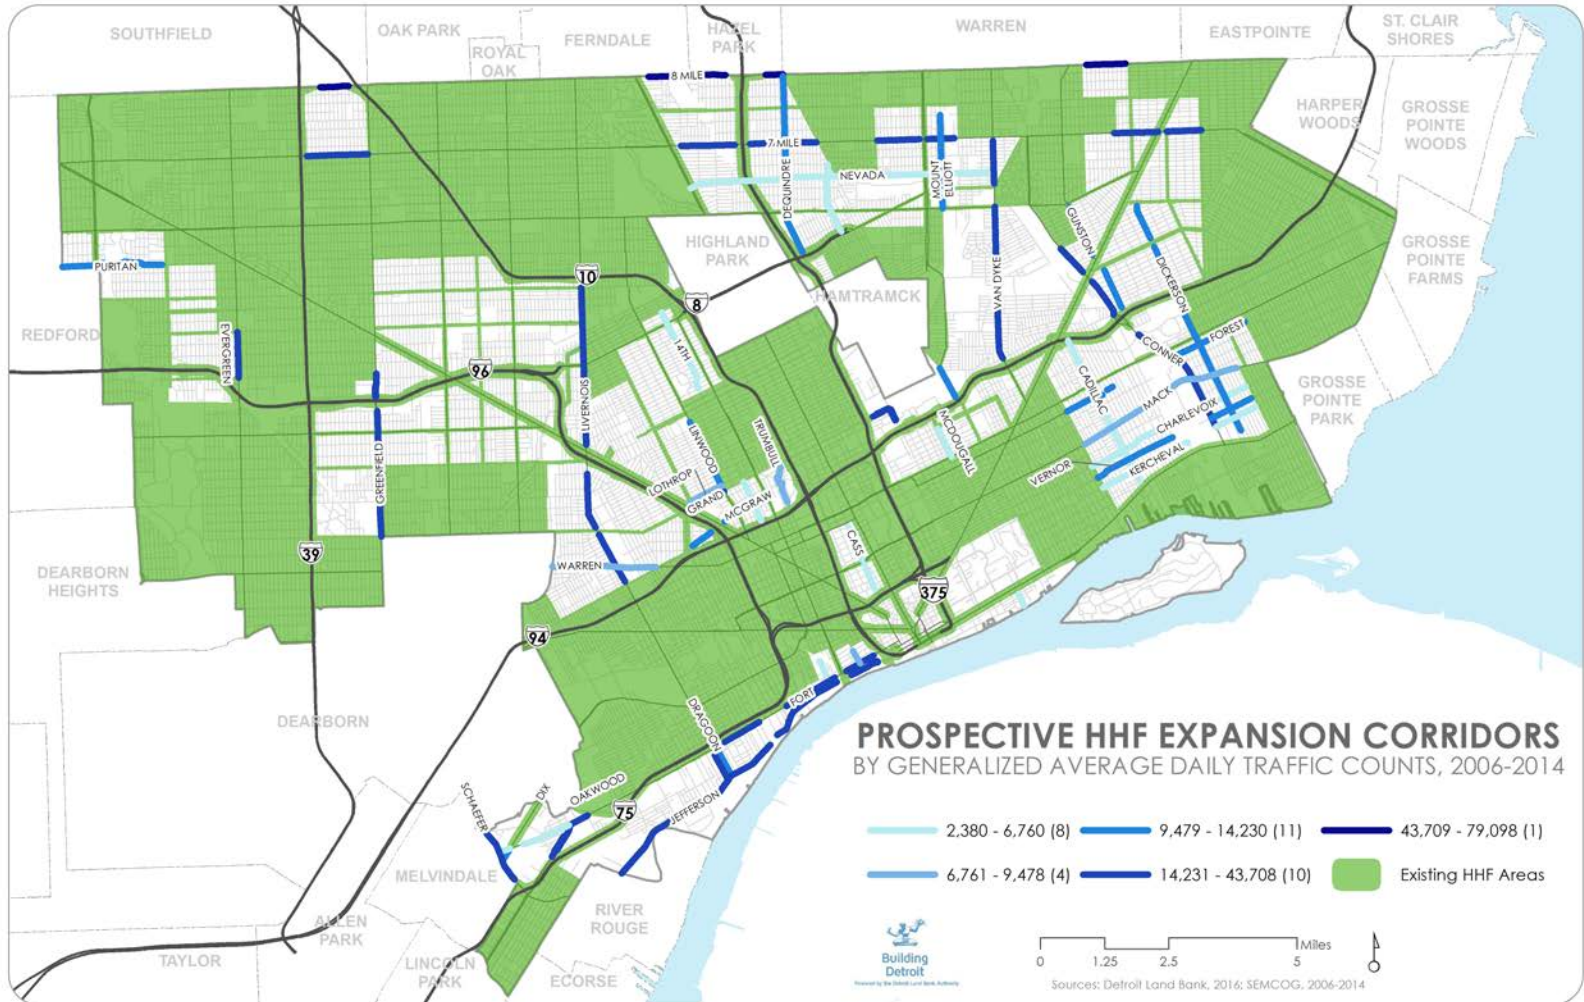 SOUTHFIELD
OAK PARK
ROYAL
OAK
FERNDALE
HAZEL
PARK
WARREN
EASTPOINTE
ST. CLAIR
SHORES
8 MILE
HARPER
WOODS
GROSSE
POINTE
WOODS
7 MILE
NEVADA
DEQUINDRE
MOUNT
ELLIOTT
GUNSTON
HIGHLAND
PARK
GROSSE
POINTE
FARMS
PURITAN
10
8
HAMTRAMCK
VAN DYKE
DICKERSON
REDFORD
EVERGREEN
96
14TH
CONNER
FOREST
LIVERNOIS
CADILLAC
MACK
CHARLEVOIX
GROSSE
POINTE
PARK
GREENFIELD
LINWOOD
TRUMBULL
MCDOUGALL
VERNOR
KERCHEVAL
LOTHROP
GRAND
MCGRAW
39
CASS
WARREN
DEARBORN
HEIGHTS
375
94
DEARBORN
DRAGOON
FORT
SCHAEFER
DIX
OAKWOOD
75
JEFFERSON
MELVINDALE
RIVER
ROUGE
ALLEN
PARK
TAYLOR
LINCOLN
PARK
ECORSE
PROSPECTIVE HHF EXPANSION CORRIDORS
BY GENERALIZED AVERAGE DAILY TRAFFIC COUNTS, 2006-2014
2,380 - 6,760 (8)
9,479 - 14,230 (11)
43,709 - 79,098 (1)
6,761 - 9,478 (4)
14,231 - 43,708 (10)
Existing HHF Areas
Building
Detroit
Powered by the Detroit Land Bank Authority
Miles
0 1.25 2.5 5
Sources: Detroit Land Bank, 2016; SEMCOG, 2006-2014